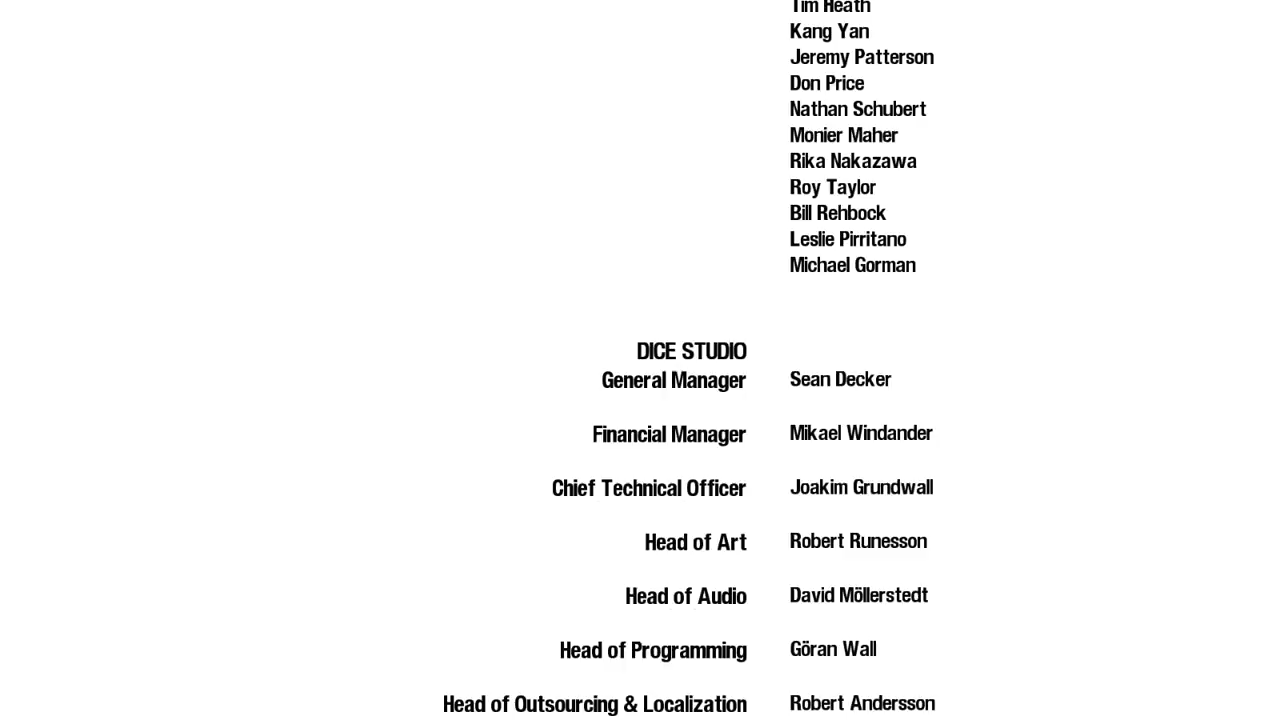 Tim Heath
Kang Yan
Jeremy Patterson
Don Price
Nathan Schubert
Monier Maher
Rika Nakazawa
Roy Taylor
Bill Rehbock
Leslie Pirritano
Michael Gorman
DICE STUDIO
General Manager Sean Decker
Financial Manager Mikael Windander
Chief Technical Officer Joakim Grundwall
Head of Art Robert Runesson
Head of Audio David Möllerstedt
Head of Programming Göran Wall
Head of Outsourcing & Localization Robert Andersson